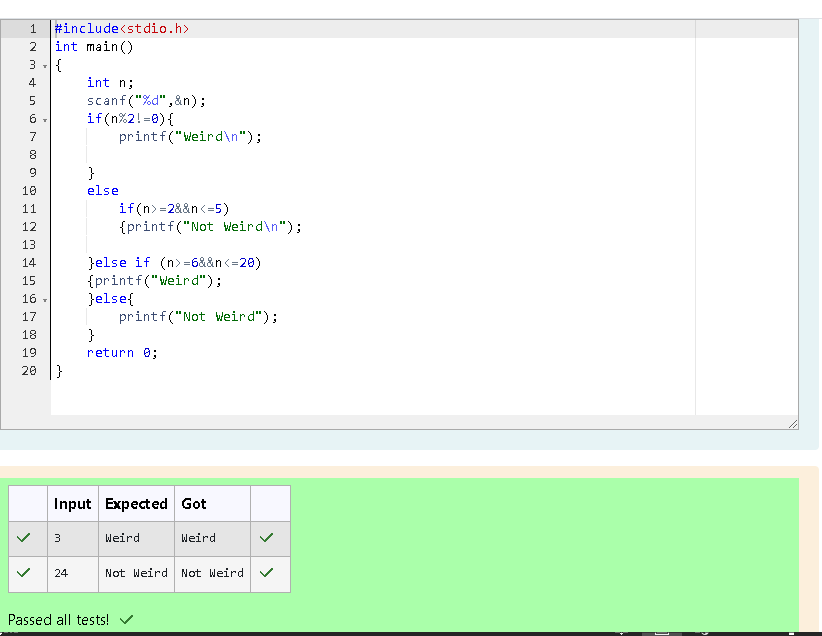 1 #include<stdio.h>
2 int main()
3 {
4     int n;
5     scanf("%d",&n);
6     if(n%2!=0){
7         printf("Weird\n");
8
9     }
10     else
11         if(n>=2&&n<=5)
12         {printf("Not Weird\n");
13
14     }else if (n>=6&&n<=20)
15     {printf("Weird");
16     }else{
17         printf("Not Weird");
18     }
19     return 0;
20 }
Input Expected Got
3 Weird Weird
24 Not Weird Not Weird
Passed all tests!